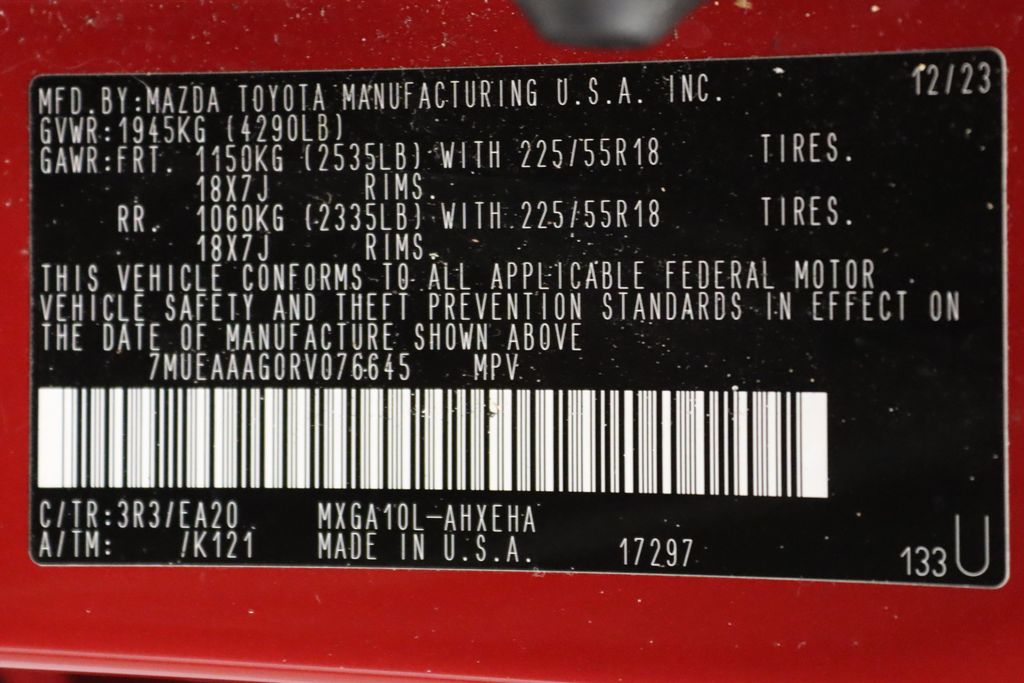 12/23
MFD.BY:MAZDA TOYOTA MANUFACTURING U.S.A. INC.
GVWR:1945KG (4290LB)
GAWR:FRT. 1150KG (2535LB) WITH 225/55R18 TIRES.
18X7J RIMS.
RR. 1060KG (2335LB) WITH 225/55R18 TIRES.
18X7J RIMS.
THIS VEHICLE CONFORMS TO ALL APPLICABLE FEDERAL MOTOR
VEHICLE SAFETY AND THEFT PREVENTION STANDARDS IN EFFECT ON
THE DATE OF MANUFACTURE SHOWN ABOVE
7MUEAAAG0RV076645 MPV
C/TR:3R3/EA20 MXGA10L-AHXEHA
A/TM: /K121 MADE IN U.S.A. 17297
133 U